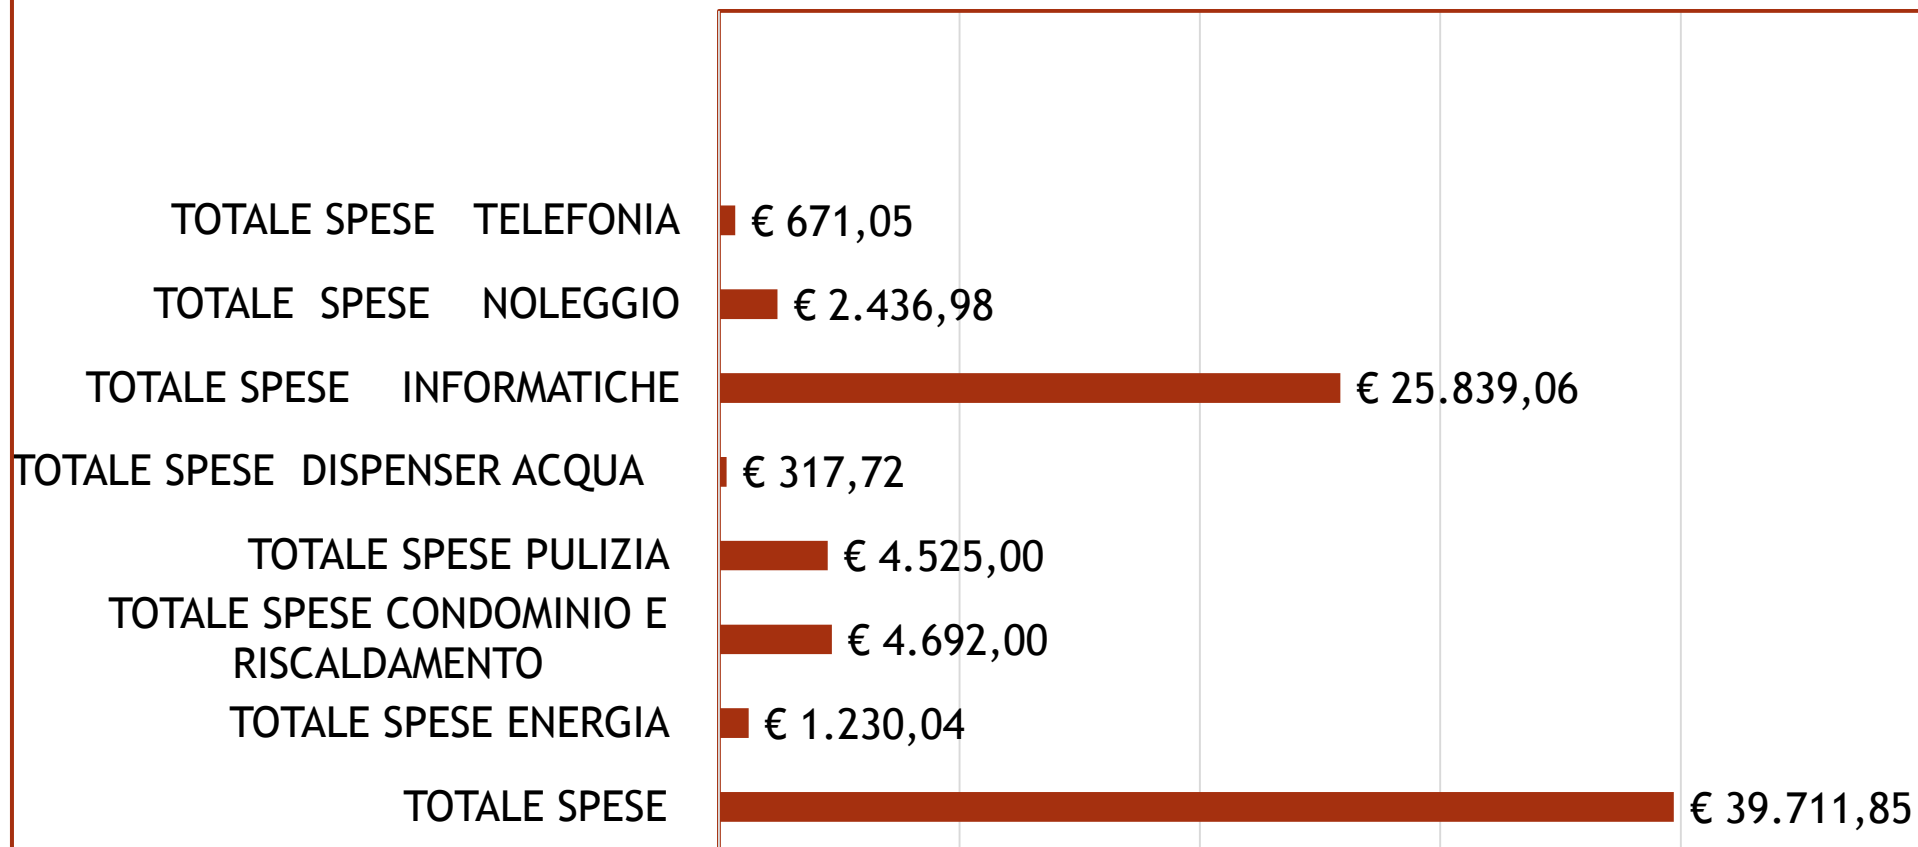 TOTALE SPESE TELEFONIA € 671,05
TOTALE SPESE NOLEGGIO € 2.436,98
TOTALE SPESE INFORMATICHE € 25.839,06
TOTALE SPESE DISPENSER ACQUA € 317,72
TOTALE SPESE PULIZIA € 4.525,00
TOTALE SPESE CONDOMINIO E
RISCALDAMENTO € 4.692,00
TOTALE SPESE ENERGIA € 1.230,04
TOTALE SPESE € 39.711,85